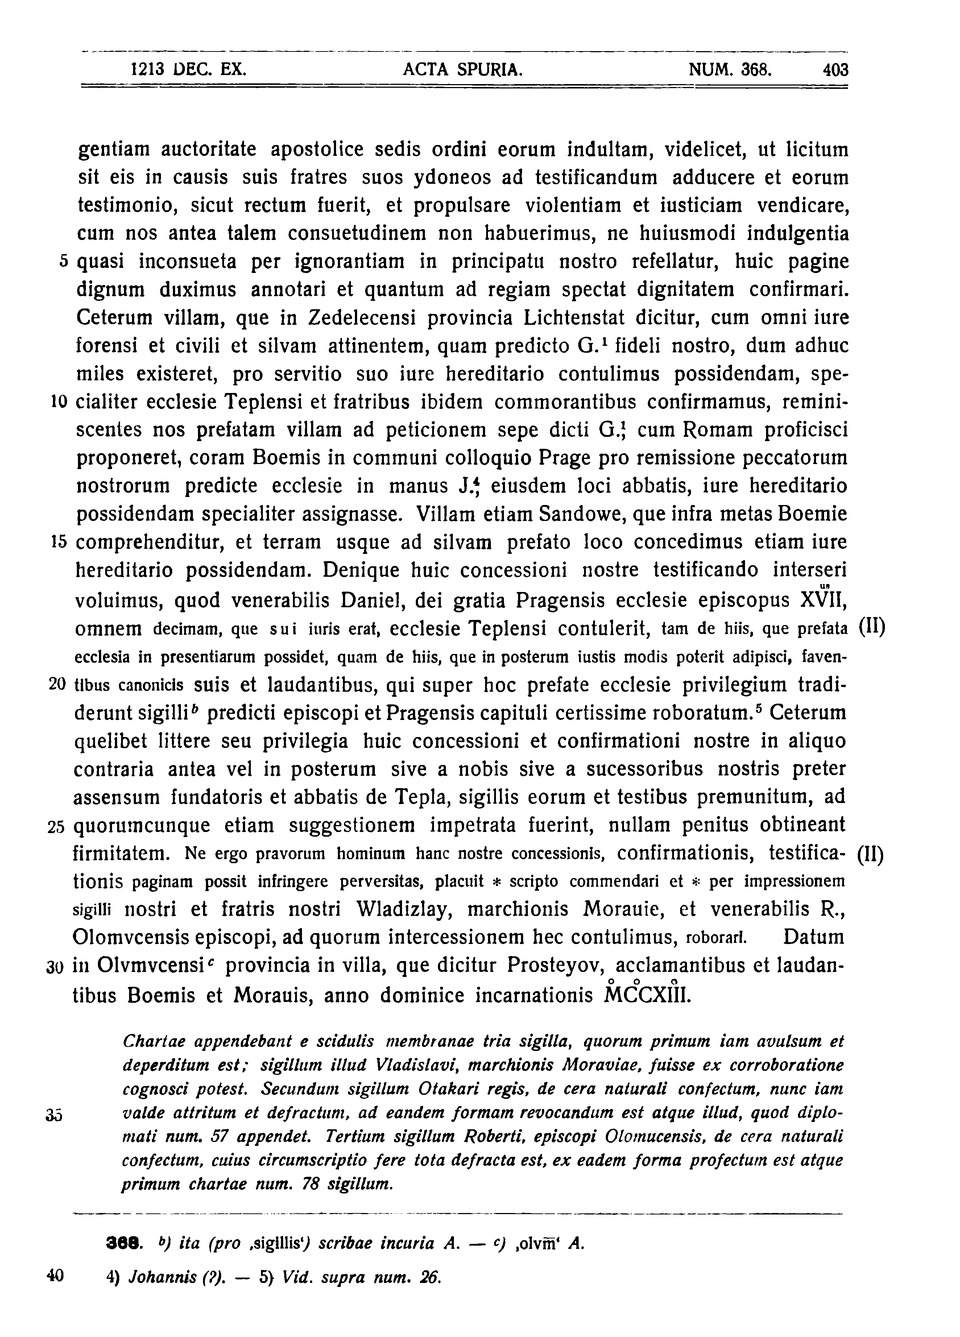 1213 DEC. EX. ACTA SPURIA. NUM. 368. 403
gentiam auctoritate apostolice sedis ordini eorum indultam, videlicet, ut licitum
sit eis in causis suis fratres suos ydoneos ad testificandum adducere et eorum
testimonio, sicut rectum fuerit, et propulsare violentiam et iusticiam vendicare,
cum nos antea talem consuetudinem non habuerimus, ne huiusmodi indulgentia
5 quasi inconsueta per ignorantiam in principatu nostro refellatur, huic pagine
dignum duximus annotari et quantum ad regiam spectat dignitatem confirmari.
Ceterum villam, que in Zedelecensi provincia Lichtenstat dicitur, cum omni iure
forensi et civili et silvam attinentem, quam predicto G.¹ fideli nostro, dum adhuc
miles existeret, pro servitio suo iure hereditario contulimus possidendam, spe-
10 cialiter ecclesie Teplensi et fratribus ibidem commorantibus confirmamus, remini-
scentes nos prefatam villam ad peticionem sepe dicti G.,¹ cum Romam proficisci
proponeret, coram Boemis in communi colloquio Prage pro remissione peccatorum
nostrorum predicte ecclesie in manus J.,⁴ eiusdem loci abbatis, iure hereditario
possidendam specialiter assignasse. Villam etiam Sandowe, que infra metas Boemie
15 comprehenditur, et terram usque ad silvam prefato loco concedimus etiam iure
hereditario possidendam. Denique huic concessioni nostre testificando interseri
voluimus, quod venerabilis Daniel, dei gratia Pragensis ecclesie episcopus XVII,ᵘˢ
omnem decimam, que sui iuris erat, ecclesie Teplensi contulerit, tam de hiis, que prefata (II)
ecclesia in presentiarum possidet, quam de hiis, que in posterum iustis modis poterit adipisci, faven-
20 tibus canonicis suis et laudantibus, qui super hoc prefate ecclesie privilegium tradi-
derunt sigilliᵇ predicti episcopi et Pragensis capituli certissime roboratum.⁵ Ceterum
quelibet littere seu privilegia huic concessioni et confirmationi nostre in aliquo
contraria antea vel in posterum sive a nobis sive a sucessoribus nostris preter
assensum fundatoris et abbatis de Tepla, sigillis eorum et testibus premunitum, ad
25 quorumcunque etiam suggestionem impetrata fuerint, nullam penitus obtineant
firmitatem. Ne ergo pravorum hominum hanc nostre concessionis, confirmationis, testifica- (II)
tionis paginam possit infringere perversitas, placuit * scripto commendari et * per impressionem
sigilli nostri et fratris nostri Wladizlay, marchionis Morauie, et venerabilis R.,
Olomvcensis episcopi, ad quorum intercessionem hec contulimus, roborari. Datum
30 in Olvmvcensiᶜ provincia in villa, que dicitur Prosteyov, acclamantibus et laudan-
tibus Boemis et Morauis, anno dominice incarnationis M̊CC̊XIIÎ.
Chartae appendebant e scidulis membranae tria sigilla, quorum primum iam avulsum et
deperditum est; sigillum illud Vladislavi, marchionis Moraviae, fuisse ex corroboratione
cognosci potest. Secundum sigillum Otakari regis, de cera naturali confectum, nunc iam
35 valde attritum et defractum, ad eandem formam revocandum est atque illud, quod diplo-
mati num. 57 appendet. Tertium sigillum Roberti, episcopi Olomucensis, de cera naturali
confectum, cuius circumscriptio fere tota defracta est, ex eadem forma profectum est atque
primum chartae num. 78 sigillum.
368. b) ita (pro ‚sigillis‘) scribae incuria A. — c) ‚olvm̅‘ A.
40 4) Johannis (?). — 5) Vid. supra num. 26.